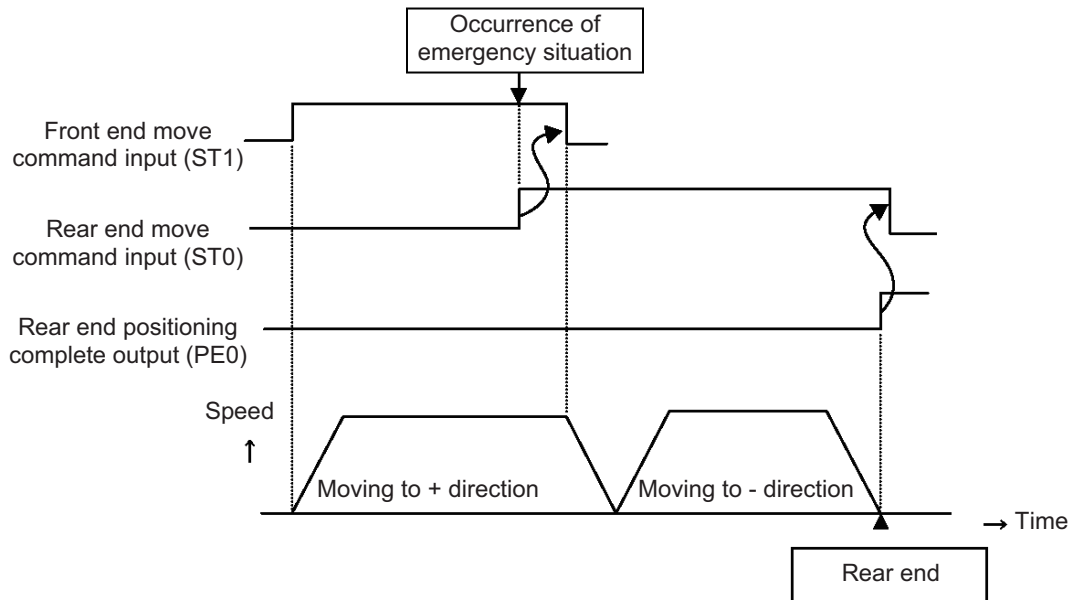 Occurrence of
emergency situation
Front end move
command input (ST1)
Rear end move
command input (ST0)
Rear end positioning
complete output (PE0)
Speed
↑
Moving to + direction
Moving to - direction
→ Time
Rear end